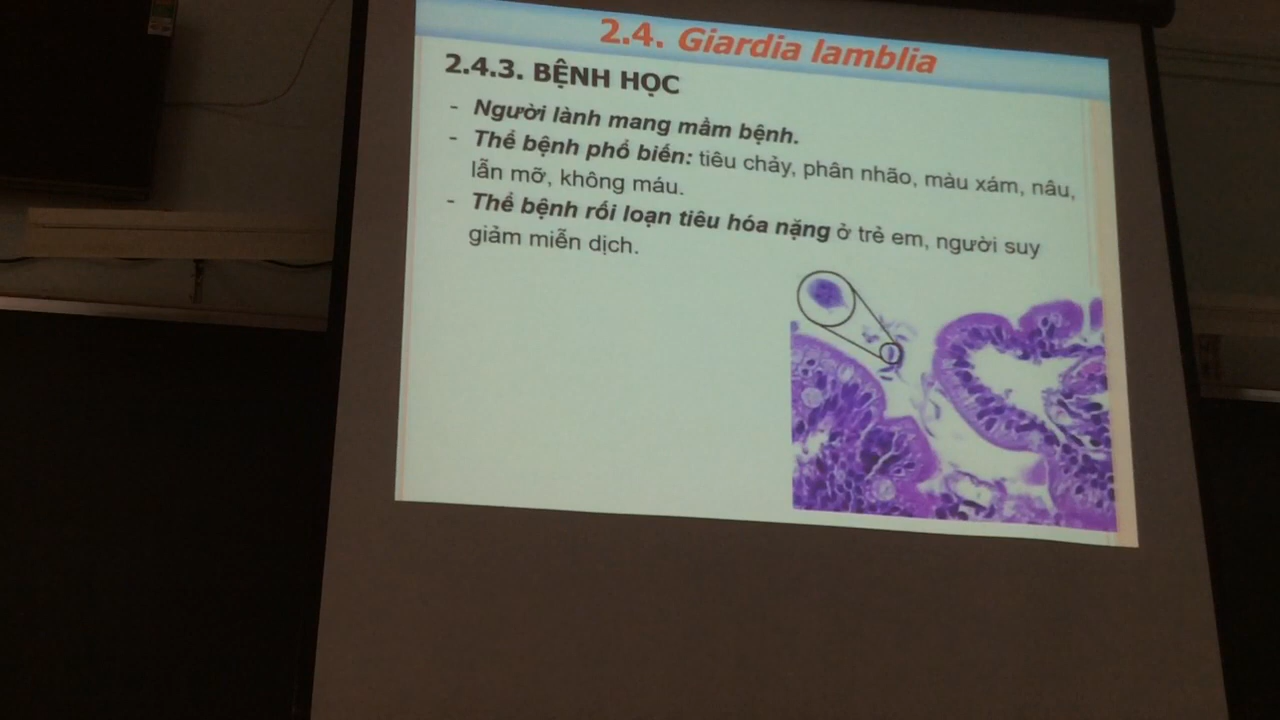 2.4. Giardia lamblia
2.4.3. BỆNH HỌC
- Người lành mang mầm bệnh.
- Thể bệnh phổ biến: tiêu chảy, phân nhão, màu xám, nâu,
lẫn mỡ, không máu.
- Thể bệnh rối loạn tiêu hóa nặng ở trẻ em, người suy
giảm miễn dịch.